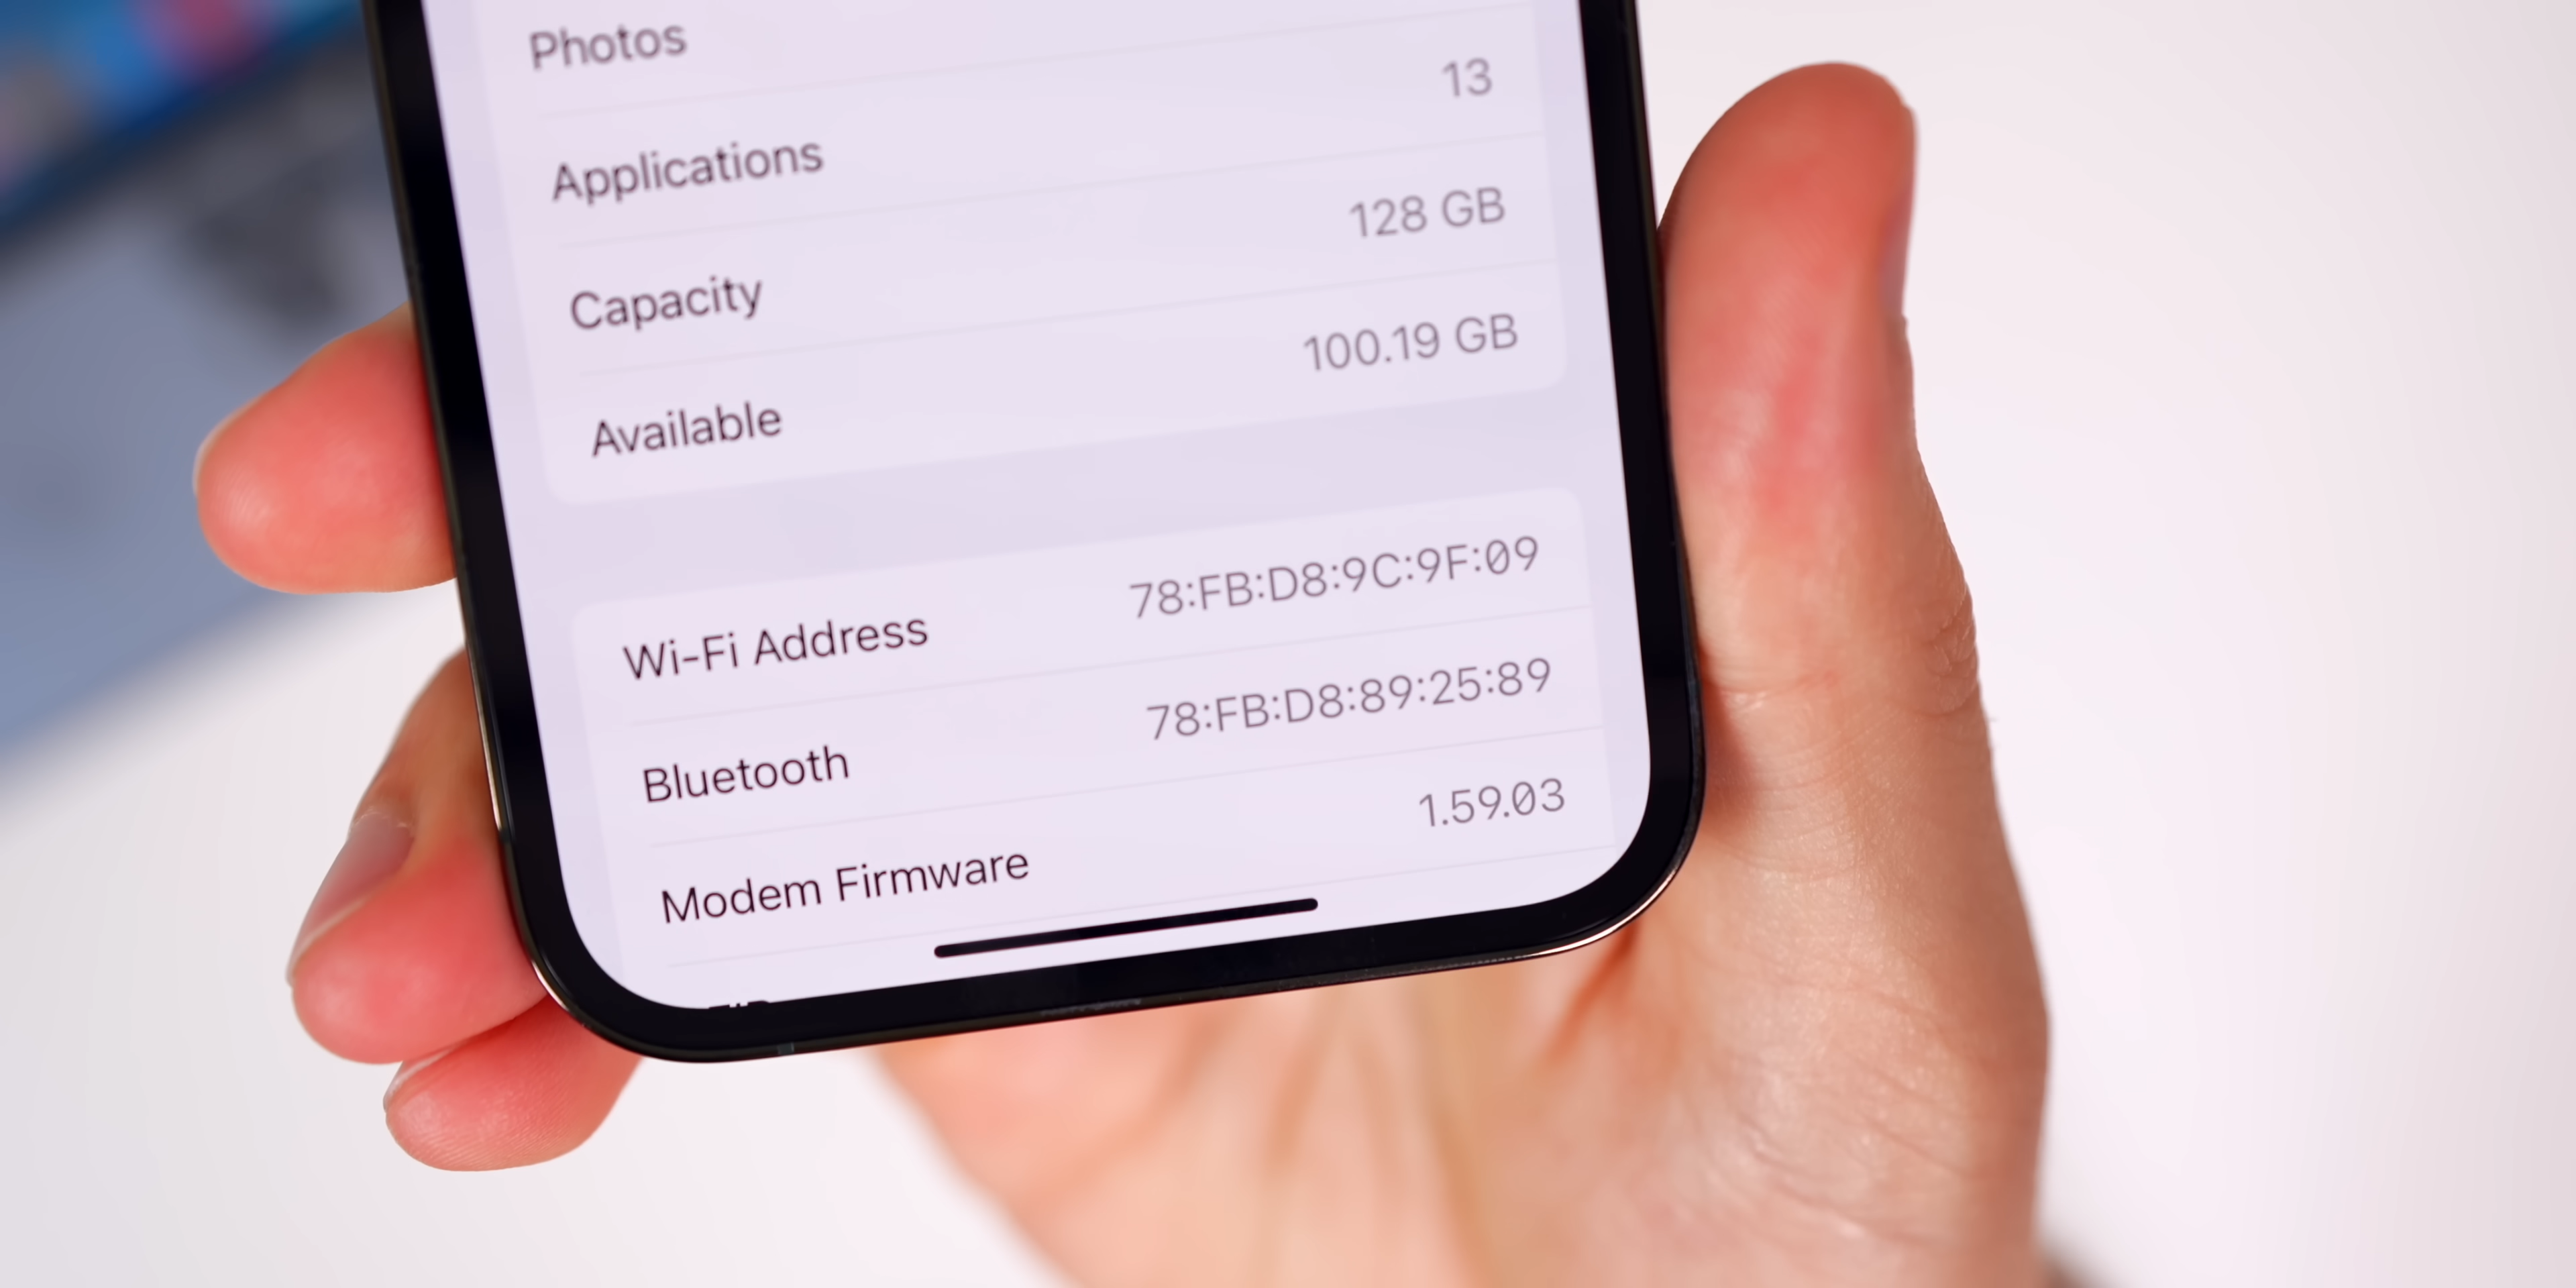 Photos
Applications 13
Capacity 128 GB
Available 100.19 GB
Wi-Fi Address 78:FB:D8:9C:9F:09
Bluetooth 78:FB:D8:89:25:89
Modem Firmware 1.59.03